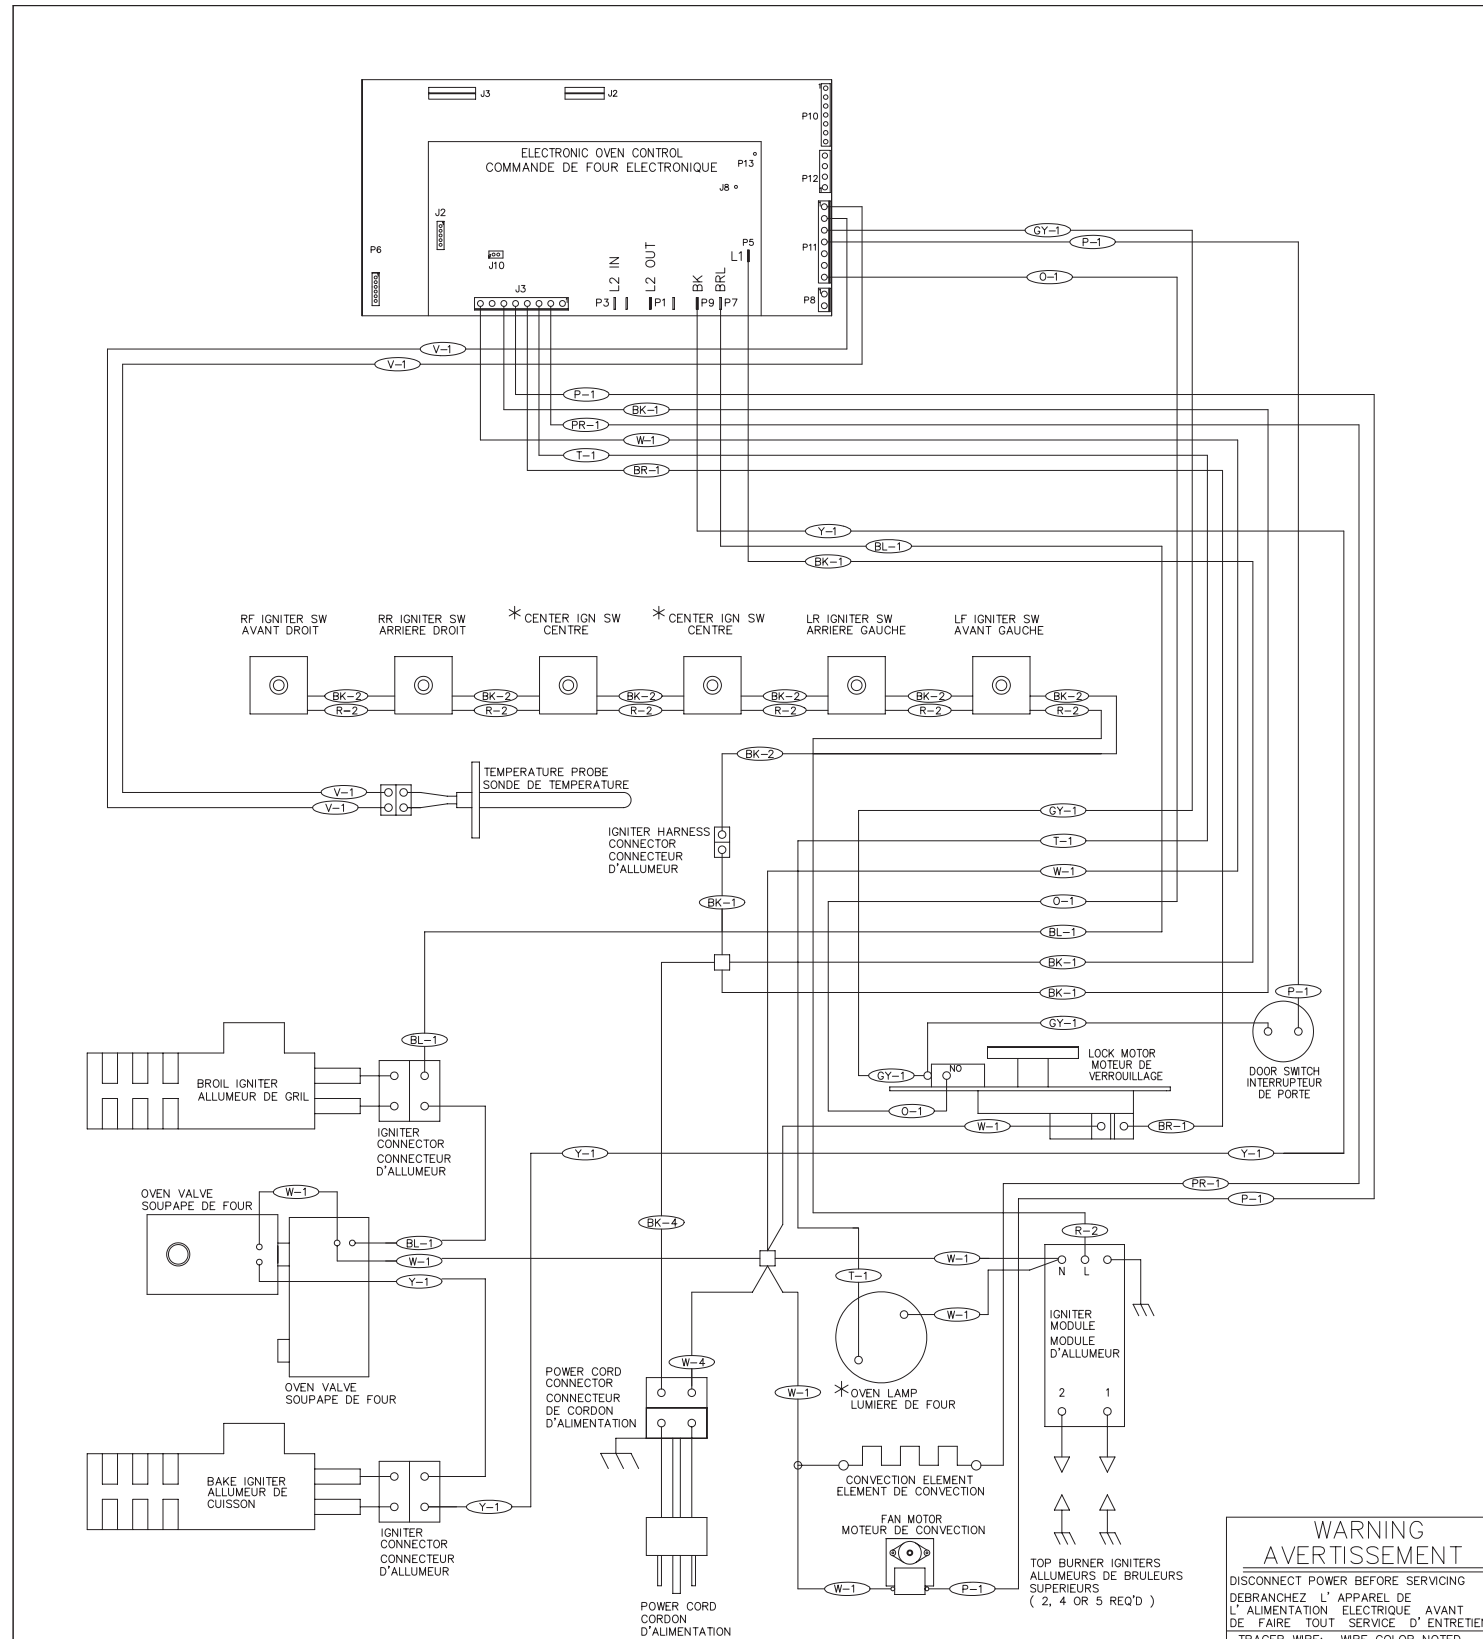 J3
J2
P10
ELECTRONIC OVEN CONTROL
COMMANDE DE FOUR ELECTRONIQUE
P13
P12
J8
J2
P6
P5
L1
P11
J10
L2 IN
L2 OUT
BK
BRL
J3
P3
P1
P9
P7
P8
GY-1
P-1
O-1
V-1
V-1
P-1
BK-1
PR-1
W-1
T-1
BR-1
Y-1
BL-1
BK-1
RF IGNITER SW
AVANT DROIT
RR IGNITER SW
ARRIERE DROIT
* CENTER IGN SW
CENTRE
* CENTER IGN SW
CENTRE
LR IGNITER SW
ARRIERE GAUCHE
LF IGNITER SW
AVANT GAUCHE
BK-2
BK-2
BK-2
BK-2
BK-2
BK-2
R-2
R-2
R-2
R-2
R-2
R-2
BK-2
TEMPERATURE PROBE
SONDE DE TEMPERATURE
V-1
V-1
IGNITER HARNESS
CONNECTOR
CONNECTEUR
D'ALLUMEUR
GY-1
T-1
W-1
BK-1
O-1
BL-1
BK-1
BK-1
P-1
GY-1
BL-1
BROIL IGNITER
ALLUMEUR DE GRIL
GY-1
NO
LOCK MOTOR
MOTEUR DE
VERROUILLAGE
DOOR SWITCH
INTERRUPTEUR
DE PORTE
O-1
W-1
BR-1
IGNITER
CONNECTOR
CONNECTEUR
D'ALLUMEUR
Y-1
Y-1
PR-1
P-1
OVEN VALVE
SOUPAPE DE FOUR
W-1
BK-4
R-2
BL-1
W-1
Y-1
W-1
N
L
T-1
W-1
IGNITER
MODULE
MODULE
D'ALLUMEUR
W-4
POWER CORD
CONNECTOR
CONNECTEUR
DE CORDON
D'ALIMENTATION
OVEN VALVE
SOUPAPE DE FOUR
W-1
* OVEN LAMP
LUMIERE DE FOUR
2
1
BAKE IGNITER
ALLUMEUR DE
CUISSON
CONVECTION ELEMENT
ELEMENT DE CONVECTION
Y-1
IGNITER
CONNECTOR
CONNECTEUR
D'ALLUMEUR
FAN MOTOR
MOTEUR DE CONVECTION
W-1
P-1
TOP BURNER IGNITERS
ALLUMEURS DE BRULEURS
SUPERIEURS
( 2, 4 OR 5 REQ'D )
POWER CORD
CORDON
D'ALIMENTATION
WARNING
AVERTISSEMENT
DISCONNECT POWER BEFORE SERVICING
DEBRANCHEZ L' APPAREL DE
L' ALIMENTATION ELECTRIQUE AVANT
DE FAIRE TOUT SERVICE D' ENTRETIEN
TRACER WIRE: WIRE COLOR NOTED